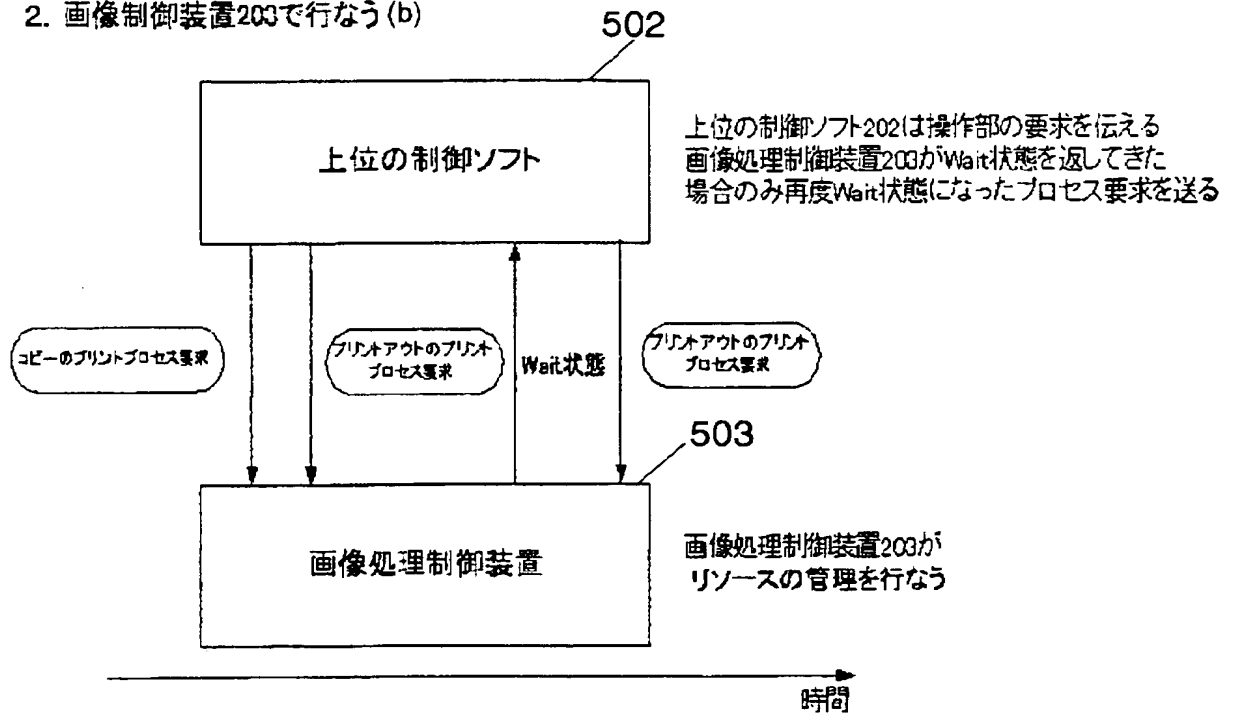 2. 画像制御装置203で行なう(b)
502
上位の制御ソフト
上位の制御ソフト202は操作部の要求を伝える
画像処理制御装置203がWait状態を返してきた
場合のみ再度Wait状態になったプロセス要求を送る
コピーのプリントプロセス要求
プリントアウトのプリント
プロセス要求
Wait状態
プリントアウトのプリント
プロセス要求
503
画像処理制御装置
画像処理制御装置203が
リソースの管理を行なう
時間